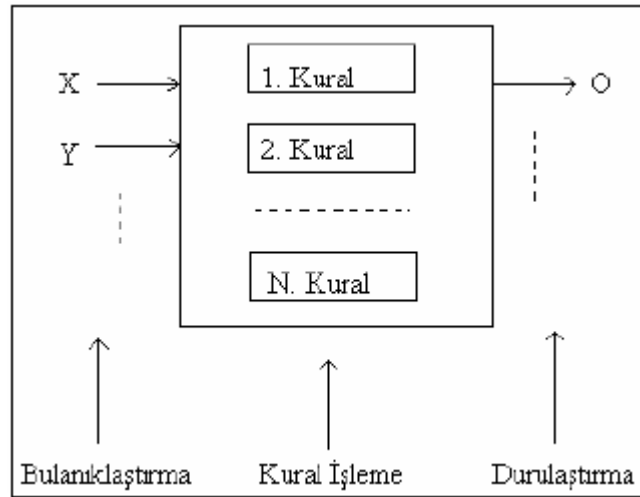 X
1. Kural
O
Y
2. Kural
N. Kural
Bulanıklaştırma
Kural İşleme
Durulaştırma